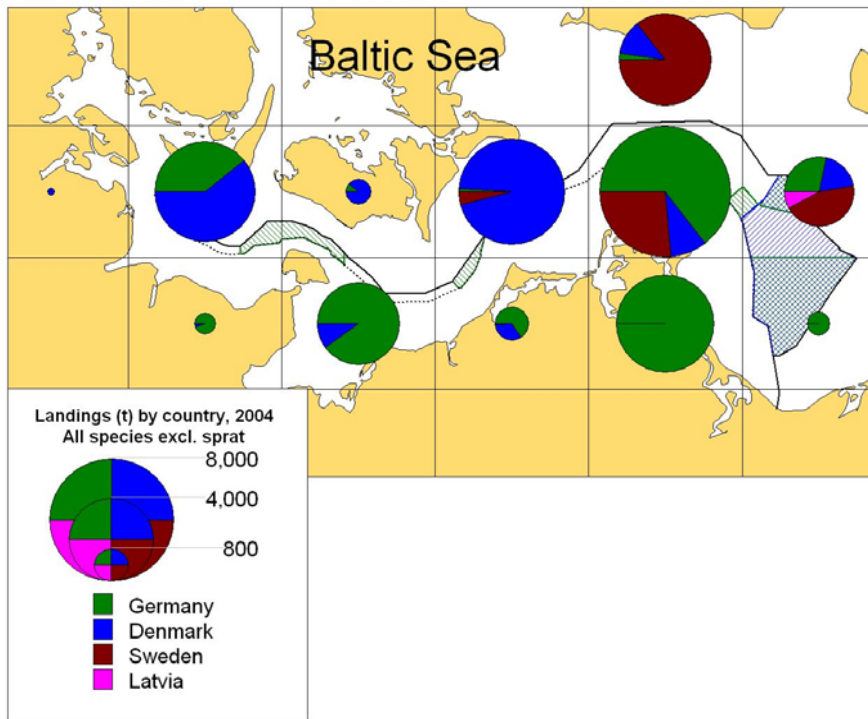 Baltic Sea
Landings (t) by country, 2004
All species excl. sprat
8,000
4,000
800
Germany
Denmark
Sweden
Latvia